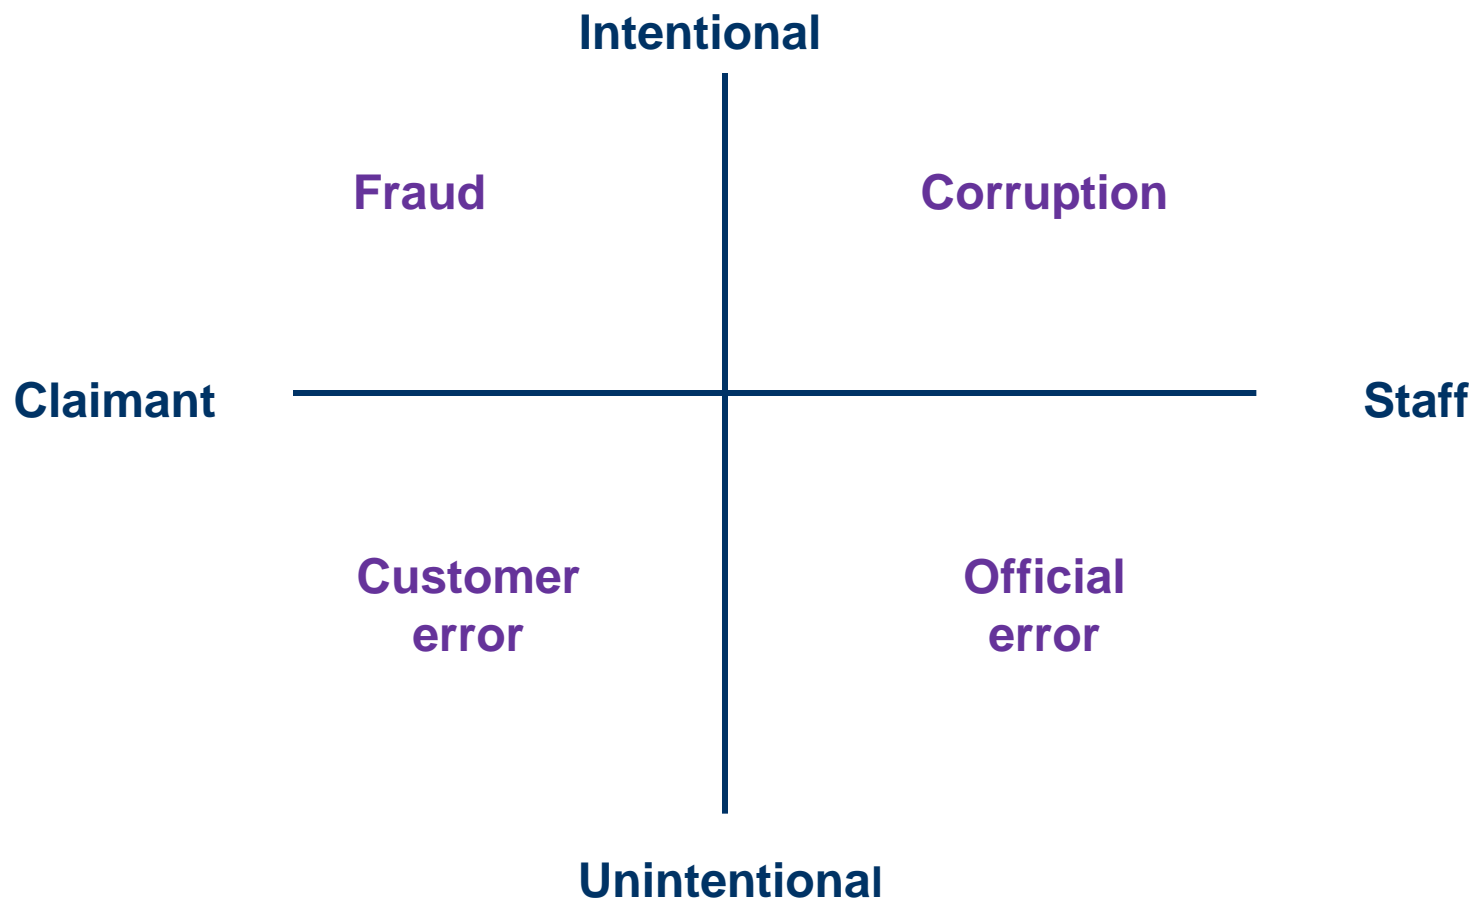 Intentional
Fraud
Corruption
Claimant
Staff
Customer
error
Official
error
Unintentional